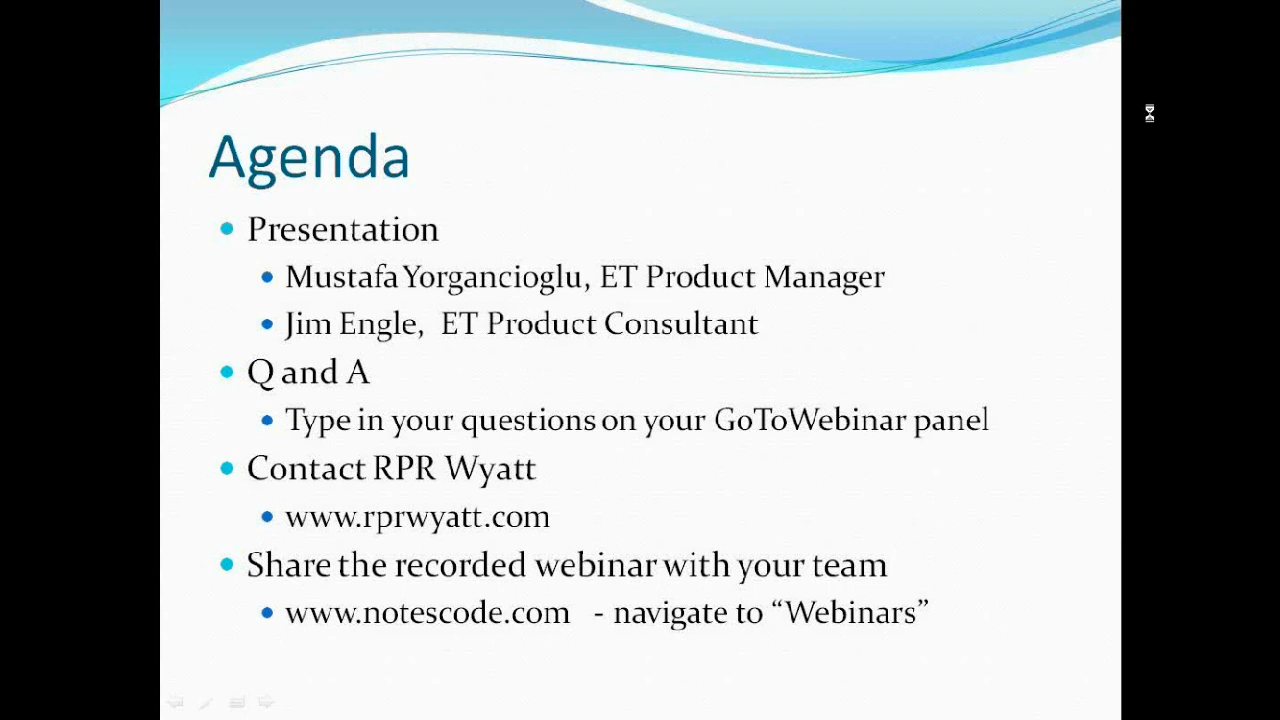 Agenda
Presentation
Mustafa Yorgancioglu, ET Product Manager
Jim Engle, ET Product Consultant
Q and A
Type in your questions on your GoToWebinar panel
Contact RPR Wyatt
www.rprwyatt.com
Share the recorded webinar with your team
www.notescode.com - navigate to “Webinars”